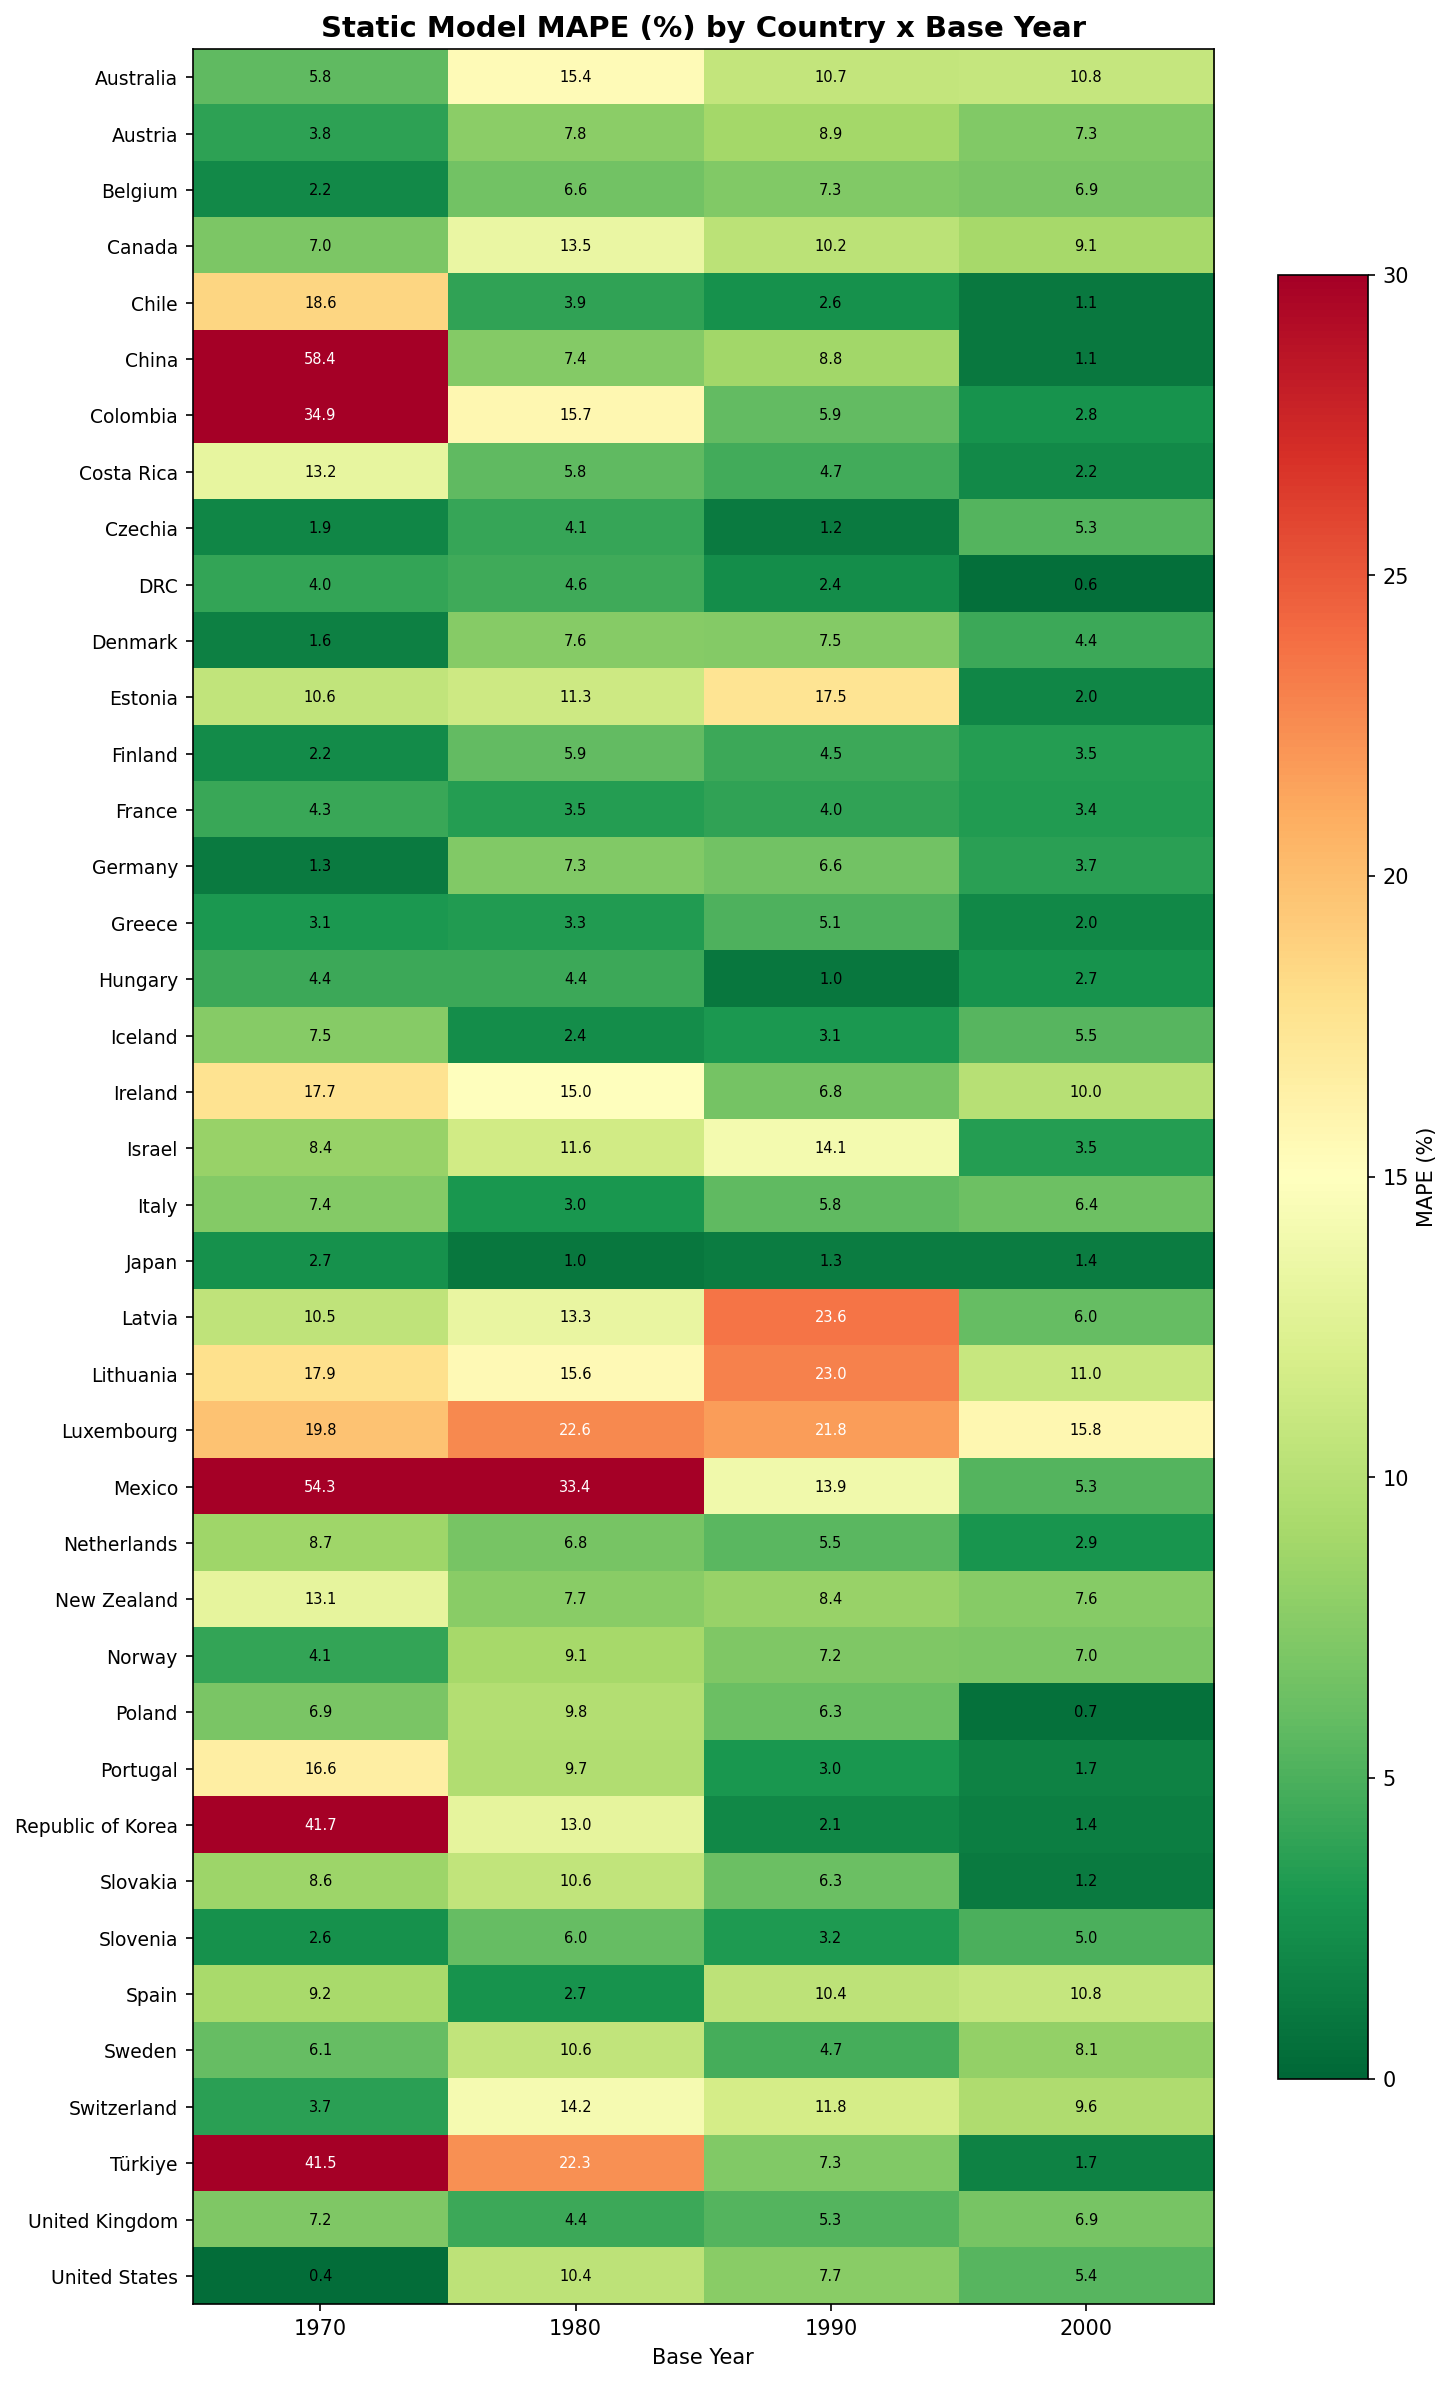 Static Model MAPE (%) by Country x Base Year
Australia 5.8 15.4 10.7 10.8
Austria 3.8 7.8 8.9 7.3
Belgium 2.2 6.6 7.3 6.9
Canada 7.0 13.5 10.2 9.1
Chile 18.6 3.9 2.6 1.1
China 58.4 7.4 8.8 1.1
Colombia 34.9 15.7 5.9 2.8
Costa Rica 13.2 5.8 4.7 2.2
Czechia 1.9 4.1 1.2 5.3
DRC 4.0 4.6 2.4 0.6
Denmark 1.6 7.6 7.5 4.4
Estonia 10.6 11.3 17.5 2.0
Finland 2.2 5.9 4.5 3.5
France 4.3 3.5 4.0 3.4
Germany 1.3 7.3 6.6 3.7
Greece 3.1 3.3 5.1 2.0
Hungary 4.4 4.4 1.0 2.7
Iceland 7.5 2.4 3.1 5.5
Ireland 17.7 15.0 6.8 10.0
Israel 8.4 11.6 14.1 3.5
Italy 7.4 3.0 5.8 6.4
Japan 2.7 1.0 1.3 1.4
Latvia 10.5 13.3 23.6 6.0
Lithuania 17.9 15.6 23.0 11.0
Luxembourg 19.8 22.6 21.8 15.8
Mexico 54.3 33.4 13.9 5.3
Netherlands 8.7 6.8 5.5 2.9
New Zealand 13.1 7.7 8.4 7.6
Norway 4.1 9.1 7.2 7.0
Poland 6.9 9.8 6.3 0.7
Portugal 16.6 9.7 3.0 1.7
Republic of Korea 41.7 13.0 2.1 1.4
Slovakia 8.6 10.6 6.3 1.2
Slovenia 2.6 6.0 3.2 5.0
Spain 9.2 2.7 10.4 10.8
Sweden 6.1 10.6 4.7 8.1
Switzerland 3.7 14.2 11.8 9.6
Türkiye 41.5 22.3 7.3 1.7
United Kingdom 7.2 4.4 5.3 6.9
United States 0.4 10.4 7.7 5.4
1970 1980 1990 2000
Base Year
30
25
20
15
10
5
0
MAPE (%)